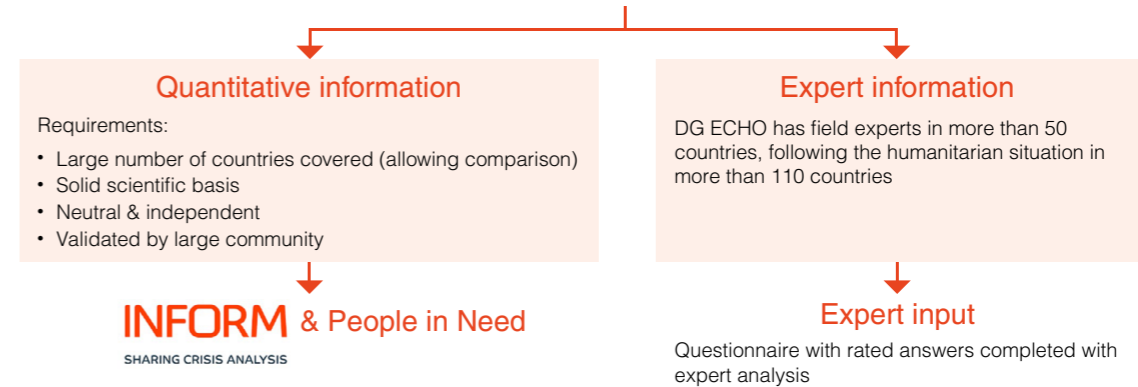 Quantitative information
Requirements:
• Large number of countries covered (allowing comparison)
• Solid scientific basis
• Neutral & independent
• Validated by large community
INFORM & People in Need
SHARING CRISIS ANALYSIS
Expert information
DG ECHO has field experts in more than 50
countries, following the humanitarian situation in
more than 110 countries
Expert input
Questionnaire with rated answers completed with
expert analysis